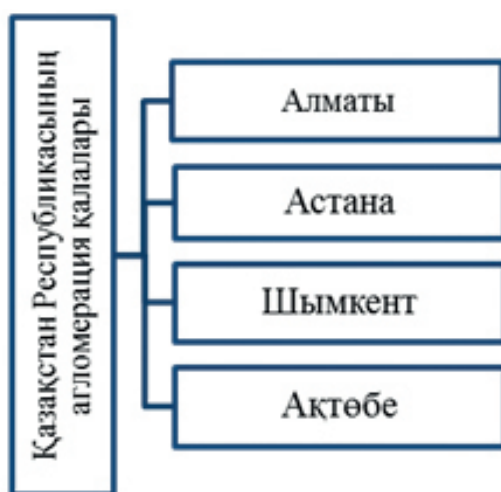 Қазақстан Республикасының
агломерация қалалары
Алматы
Астана
Шымкент
Ақтөбе